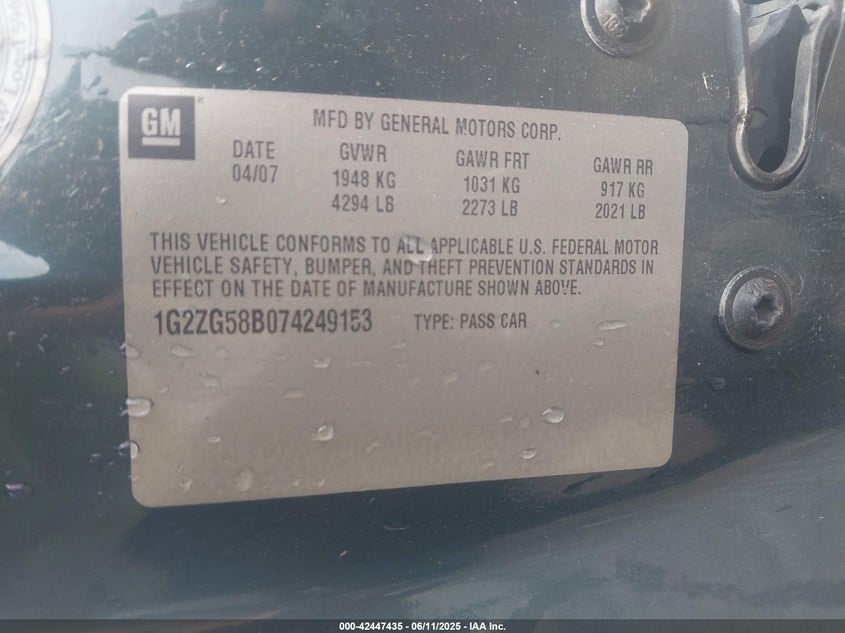 GM
MFD BY GENERAL MOTORS CORP.
DATE GVWR GAWR FRT GAWR RR
04/07 1948 KG 1031 KG 917 KG
4294 LB 2273 LB 2021 LB
THIS VEHICLE CONFORMS TO ALL APPLICABLE U.S. FEDERAL MOTOR
VEHICLE SAFETY, BUMPER, AND THEFT PREVENTION STANDARDS IN
EFFECT ON THE DATE OF MANUFACTURE SHOWN ABOVE.
1G2ZG58B074249153 TYPE: PASS CAR
000-42447435 - 06/11/2025 - IAA Inc.